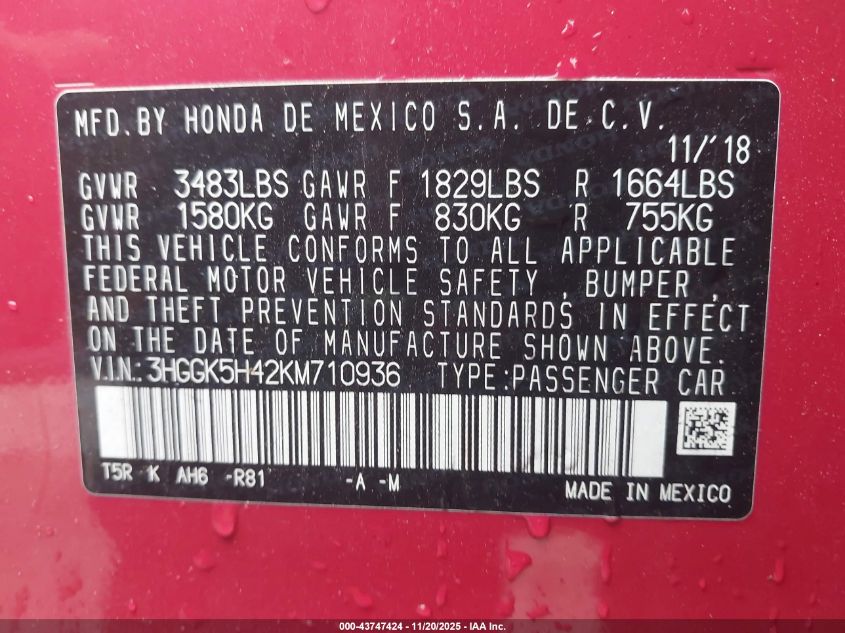 MFD. BY HONDA DE MEXICO S.A. DE C.V.
11/'18
GVWR 3483LBS GAWR F 1829LBS R 1664LBS
GVWR 1580KG GAWR F 830KG R 755KG
THIS VEHICLE CONFORMS TO ALL APPLICABLE
FEDERAL MOTOR VEHICLE SAFETY , BUMPER ,
AND THEFT PREVENTION STANDARDS IN EFFECT
ON THE DATE OF MANUFACTURE SHOWN ABOVE.
V.I.N.: 3HGGK5H42KM710936 TYPE:PASSENGER CAR
T5R K AH6 -R81 -A -M
MADE IN MEXICO
000-43747424 - 11/20/2025 - IAA Inc.